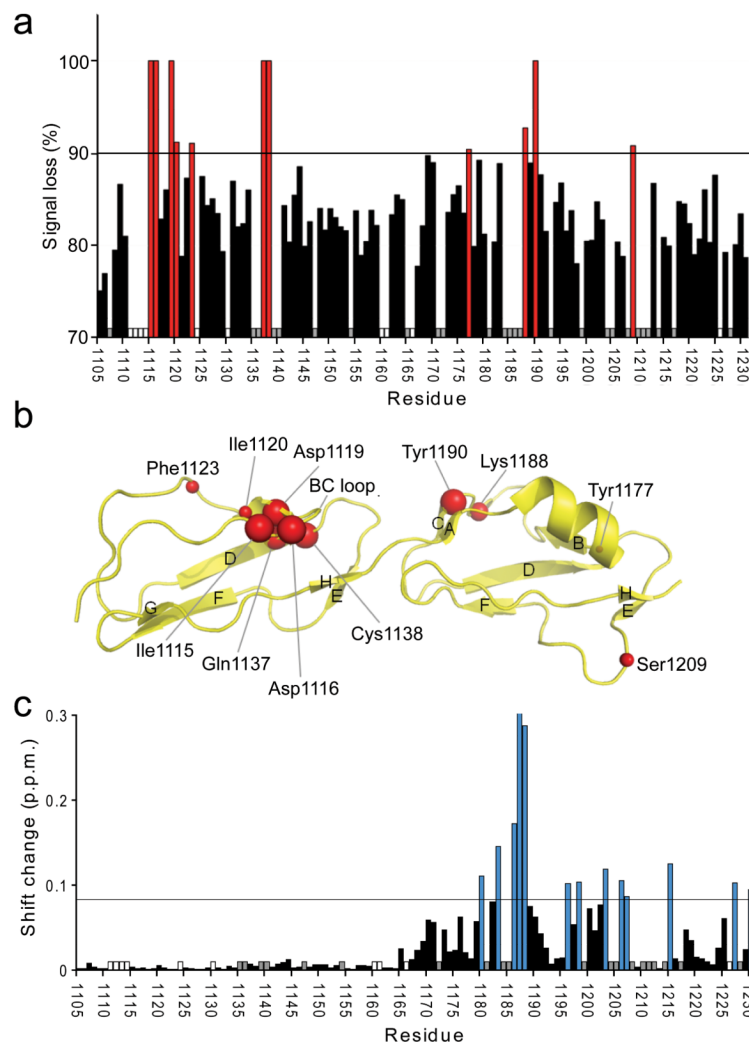 a
100
90
80
70
Signal loss (%)
1105 1110 1115 1120 1125 1130 1135 1140 1145 1150 1155 1160 1165 1170 1175 1180 1185 1190 1195 1200 1205 1210 1215 1220 1225 1230
Residue
b
Ile1120
Asp1119
Tyr1190
Lys1188
Phe1123
BC loop
Tyr1177
C A
B
D
D
H
E
G
F
F
H
E
Cys1138
Ile1115
Gln1137
Ser1209
Asp1116
c
0.3
0.2
0.1
0
Shift change (p.p.m.)
1105 1110 1115 1120 1125 1130 1135 1140 1145 1150 1155 1160 1165 1170 1175 1180 1185 1190 1195 1200 1205 1210 1215 1220 1225 1230
Residue